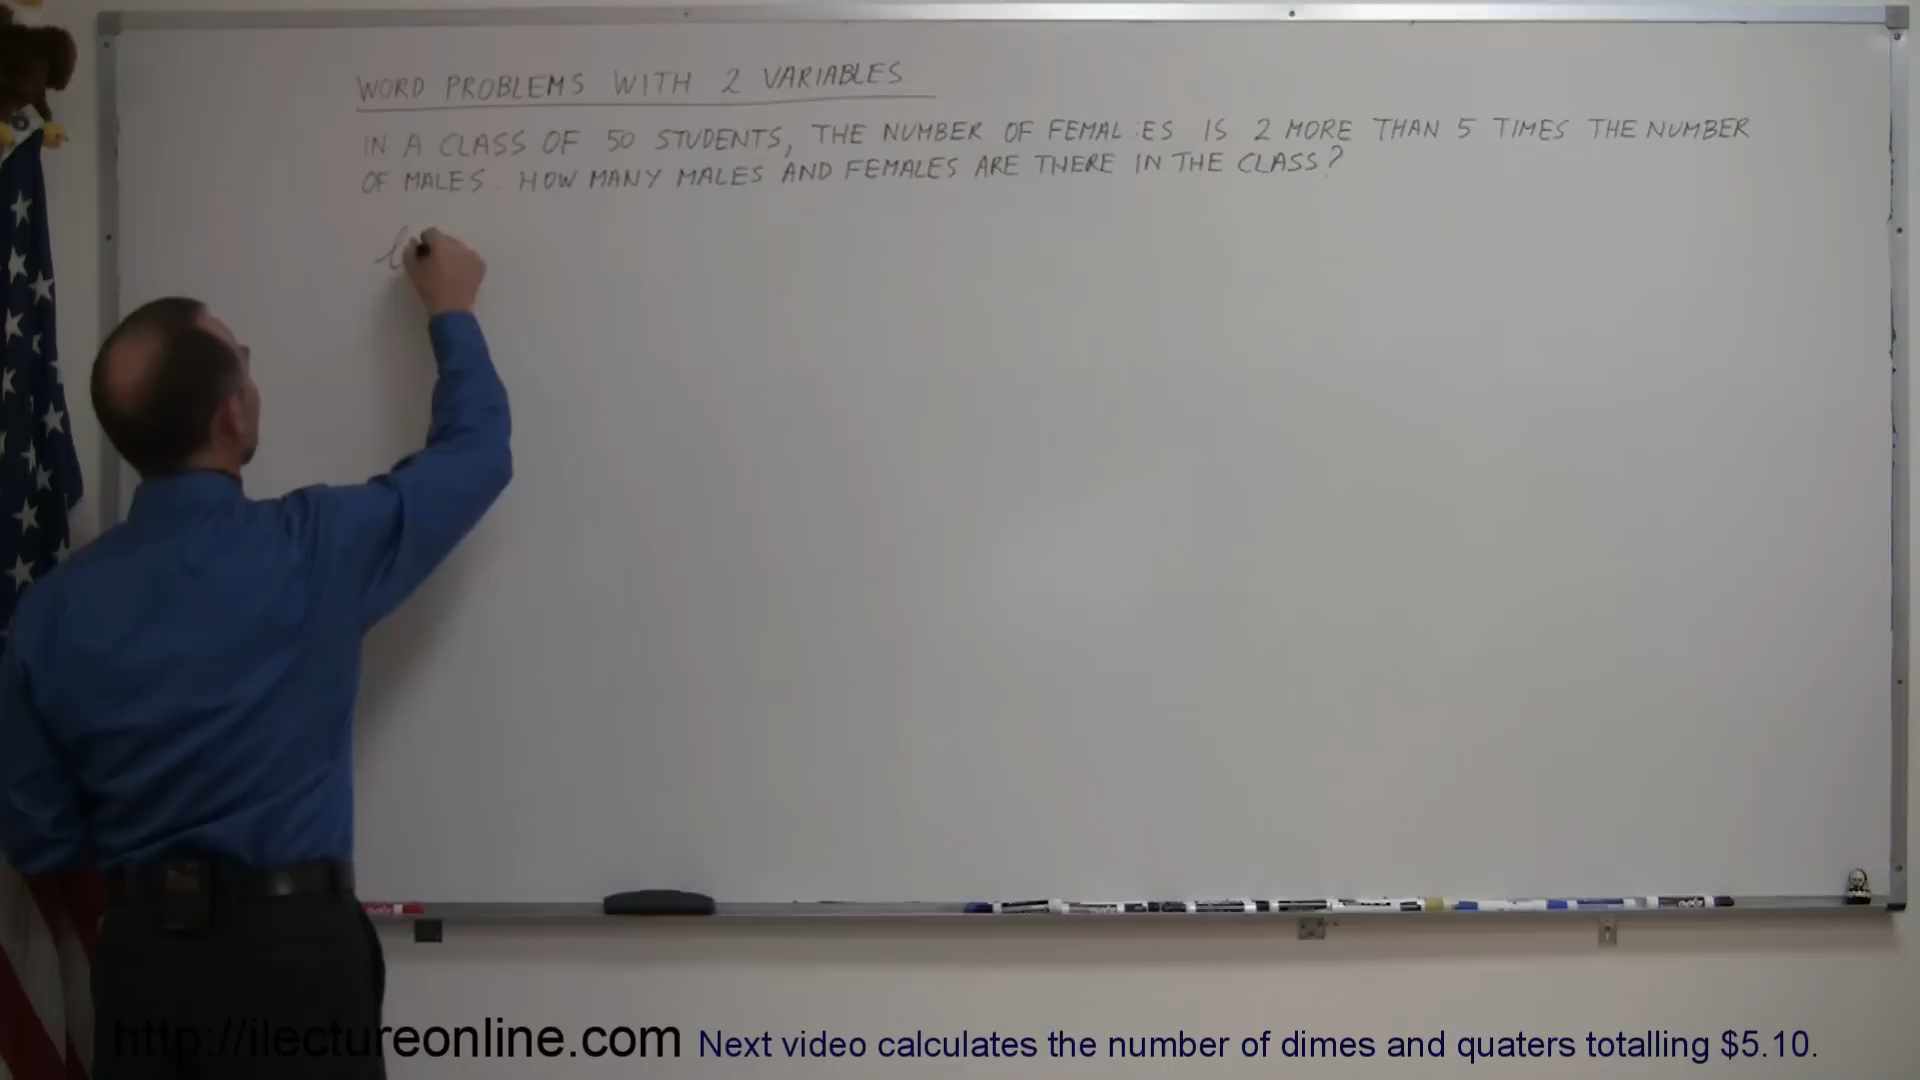 WORD PROBLEMS WITH 2 VARIABLES
IN A CLASS OF 50 STUDENTS, THE NUMBER OF FEMALES IS 2 MORE THAN 5 TIMES THE NUMBER
OF MALES. HOW MANY MALES AND FEMALES ARE THERE IN THE CLASS?
http://ilectureonline.com Next video calculates the number of dimes and quaters totalling $5.10.